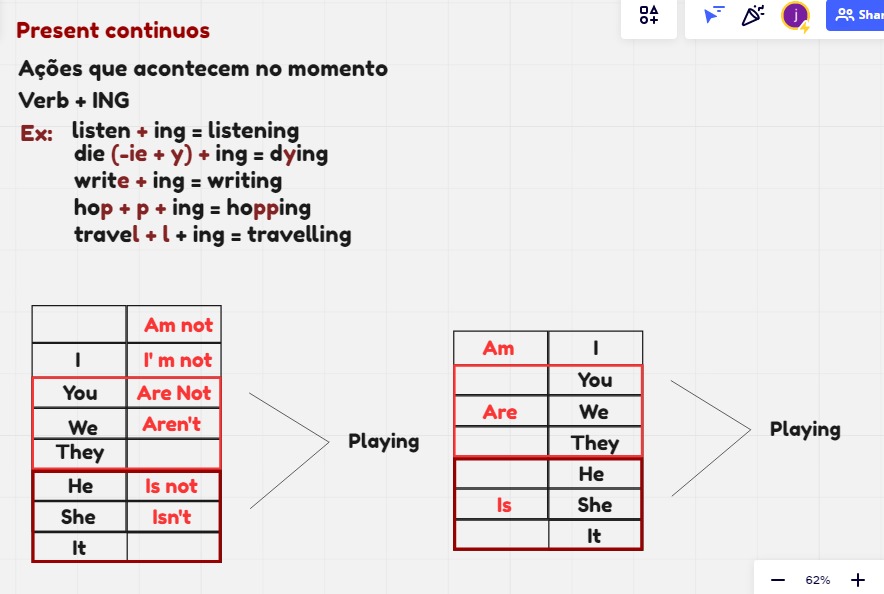 Present continuos
j
Shar
Ações que acontecem no momento
Verb + ING
Ex: listen + ing = listening
die (-ie + y) + ing = dying
write + ing = writing
hop + p + ing = hopping
travel + l + ing = travelling
Am not
I I' m not
You Are Not
We Aren't
They
He Is not
She Isn't
It
Playing
Am I
You
Are We
They
He
Is She
It
Playing
62%